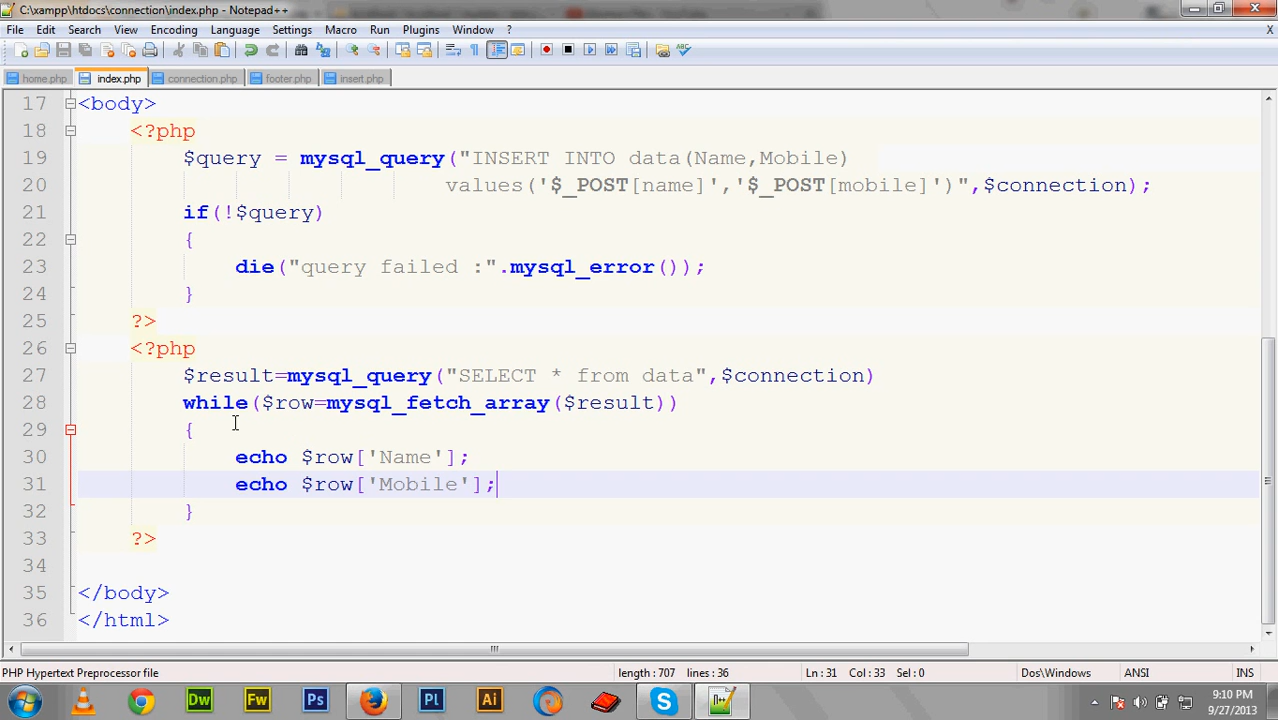 C:\xampp\htdocs\connection\index.php - Notepad++
File Edit Search View Encoding Language Settings Macro Run Plugins Window ? X
home.php index.php connection.php footer.php insert.php
17 <body>
18 <?php
19 $query = mysql_query("INSERT INTO data(Name,Mobile)
20 values('$_POST[name]','$_POST[mobile]')",$connection);
21 if(!$query)
22 {
23 die("query failed :".mysql_error());
24 }
25 ?>
26 <?php
27 $result=mysql_query("SELECT * from data",$connection)
28 while($row=mysql_fetch_array($result))
29 {
30 echo $row['Name'];
31 echo $row['Mobile'];
32 }
33 ?>
34
35 </body>
36 </html>
PHP Hypertext Preprocessor file length : 707 lines : 36 Ln : 31 Col : 33 Sel : 0 Dos\Windows ANSI INS
Dw Fw Ps Pl Ai S
9:10 PM
9/27/2013